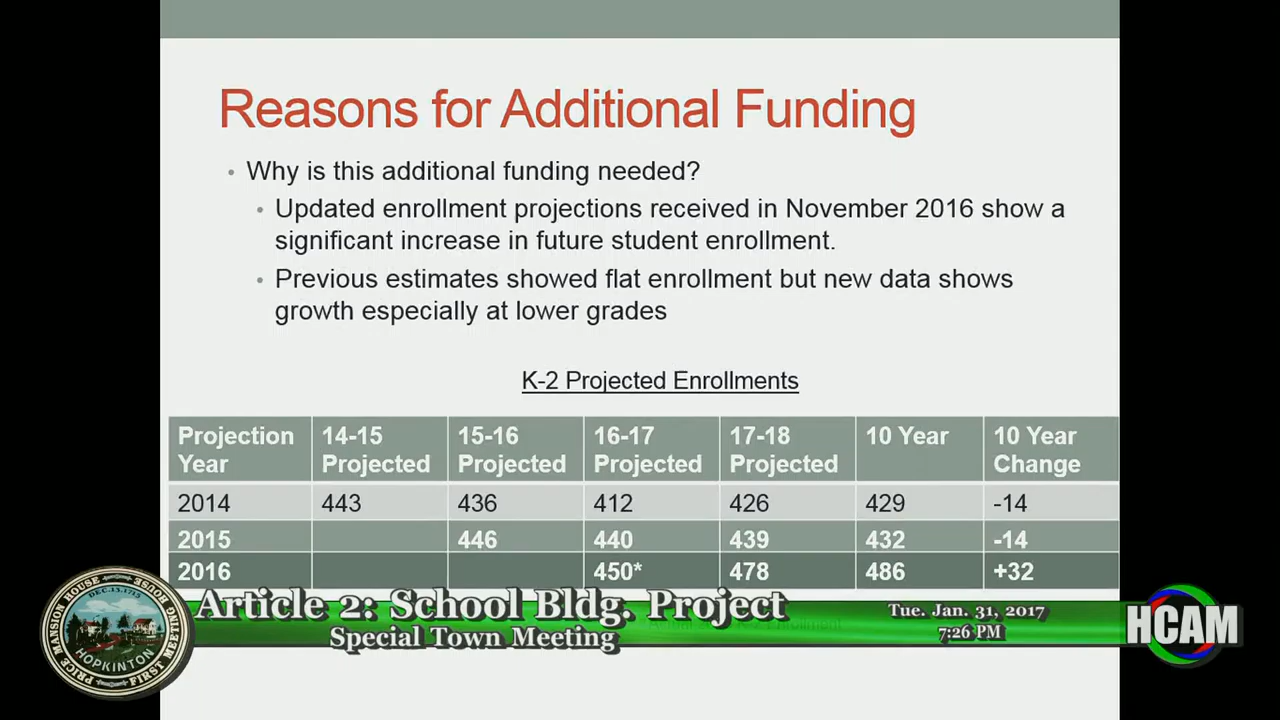 Reasons for Additional Funding
• Why is this additional funding needed?
• Updated enrollment projections received in November 2016 show a
significant increase in future student enrollment.
• Previous estimates showed flat enrollment but new data shows
growth especially at lower grades
K-2 Projected Enrollments
Projection Year 14-15 Projected 15-16 Projected 16-17 Projected 17-18 Projected 10 Year 10 Year Change
2014 443 436 412 426 429 -14
2015 446 440 439 432 -14
2016 450* 478 486 +32
Article 2: School Bldg. Project
Special Town Meeting
Tue. Jan. 31, 2017
7:26 PM
HCAM
PRICE MANSION HOUSE
FIRST MEETING HOUSE
DEC. 13. 1715
HOPKINTON